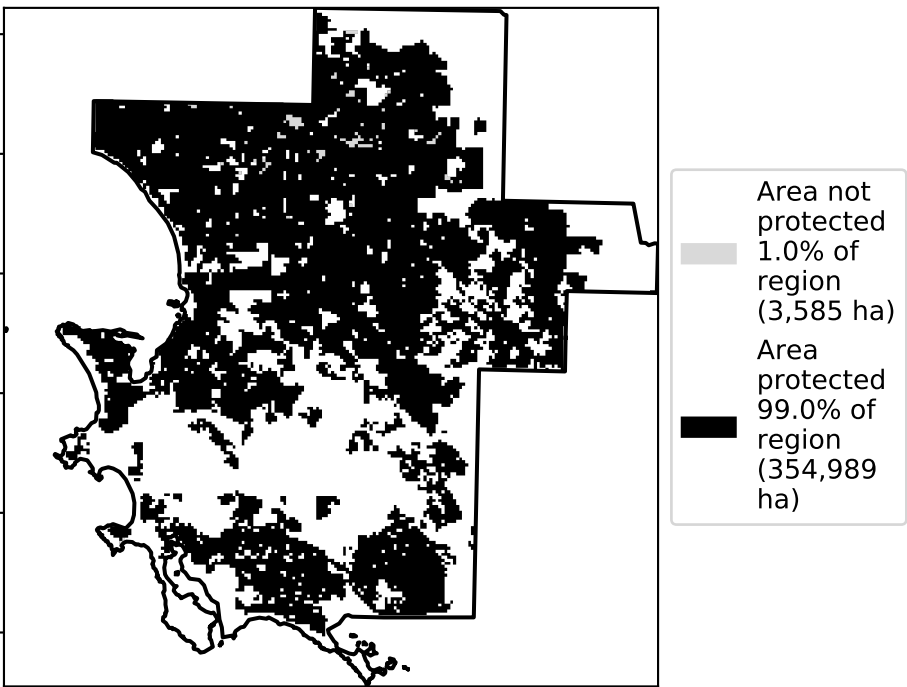 Area not
protected
1.0% of
region
(3,585 ha)
Area
protected
99.0% of
region
(354,989
ha)